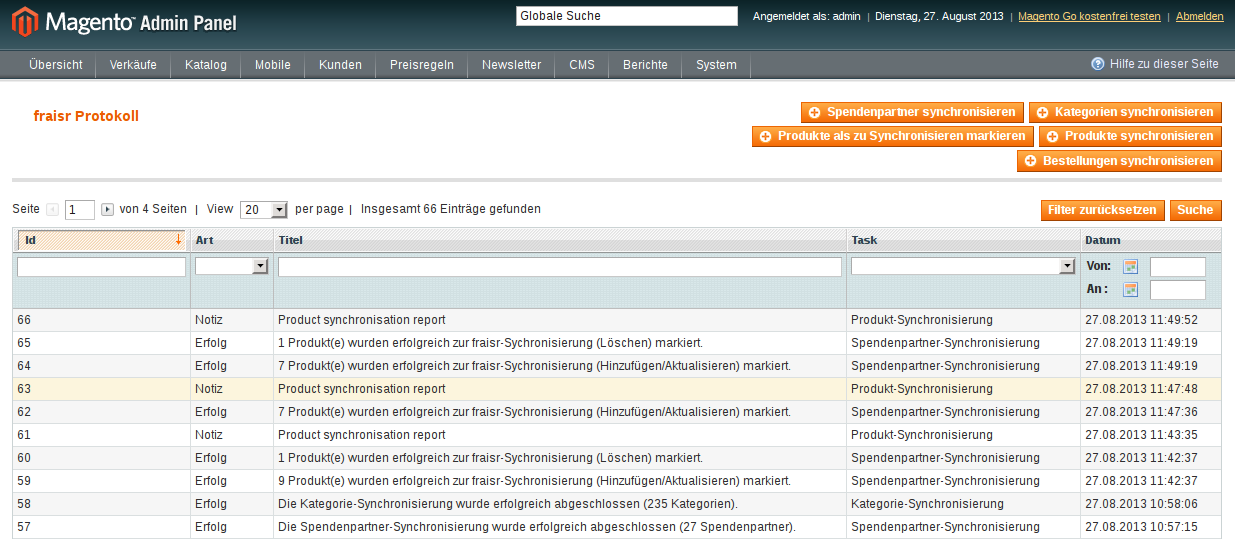 Magento™ Admin Panel
Globale Suche
Angemeldet als: admin | Dienstag, 27. August 2013 | Magento Go kostenfrei testen | Abmelden
Übersicht Verkäufe Katalog Mobile Kunden Preisregeln Newsletter CMS Berichte System Hilfe zu dieser Seite
fraisr Protokoll
Spendenpartner synchronisieren Kategorien synchronisieren
Produkte als zu Synchronisieren markieren Produkte synchronisieren
Bestellungen synchronisieren
Seite 1 von 4 Seiten | View 20 per page | Insgesamt 66 Einträge gefunden Filter zurücksetzen Suche
Id Art Titel Task Datum
Von:
An :
66 Notiz Product synchronisation report Produkt-Synchronisierung 27.08.2013 11:49:52
65 Erfolg 1 Produkt(e) wurden erfolgreich zur fraisr-Sychronisierung (Löschen) markiert. Spendenpartner-Synchronisierung 27.08.2013 11:49:19
64 Erfolg 7 Produkt(e) wurden erfolgreich zur fraisr-Sychronisierung (Hinzufügen/Aktualisieren) markiert. Spendenpartner-Synchronisierung 27.08.2013 11:49:19
63 Notiz Product synchronisation report Produkt-Synchronisierung 27.08.2013 11:47:48
62 Erfolg 7 Produkt(e) wurden erfolgreich zur fraisr-Sychronisierung (Hinzufügen/Aktualisieren) markiert. Spendenpartner-Synchronisierung 27.08.2013 11:47:36
61 Notiz Product synchronisation report Produkt-Synchronisierung 27.08.2013 11:43:35
60 Erfolg 1 Produkt(e) wurden erfolgreich zur fraisr-Sychronisierung (Löschen) markiert. Spendenpartner-Synchronisierung 27.08.2013 11:42:37
59 Erfolg 9 Produkt(e) wurden erfolgreich zur fraisr-Sychronisierung (Hinzufügen/Aktualisieren) markiert. Spendenpartner-Synchronisierung 27.08.2013 11:42:37
58 Erfolg Die Kategorie-Synchronisierung wurde erfolgreich abgeschlossen (235 Kategorien). Kategorie-Synchronisierung 27.08.2013 10:58:06
57 Erfolg Die Spendenpartner-Synchronisierung wurde erfolgreich abgeschlossen (27 Spendenpartner). Spendenpartner-Synchronisierung 27.08.2013 10:57:15